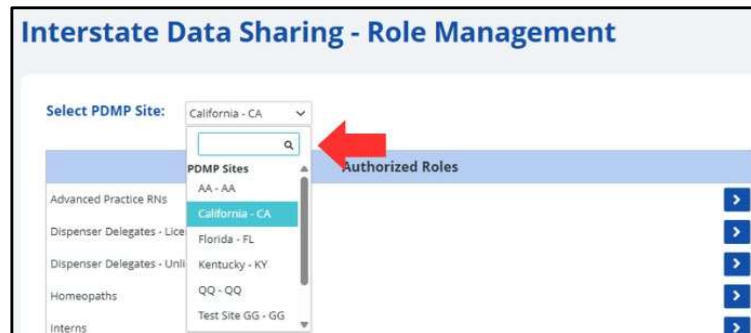 Interstate Data Sharing - Role Management
Select PDMP Site: California - CA
PDMP Sites
Authorized Roles
AA - AA
Advanced Practice RNs
California - CA
Dispenser Delegates - Lice
Florida - FL
Dispenser Delegates - Unli
Kentucky - KY
Homeopaths
QQ - QQ
Test Site GG - GG
Interns